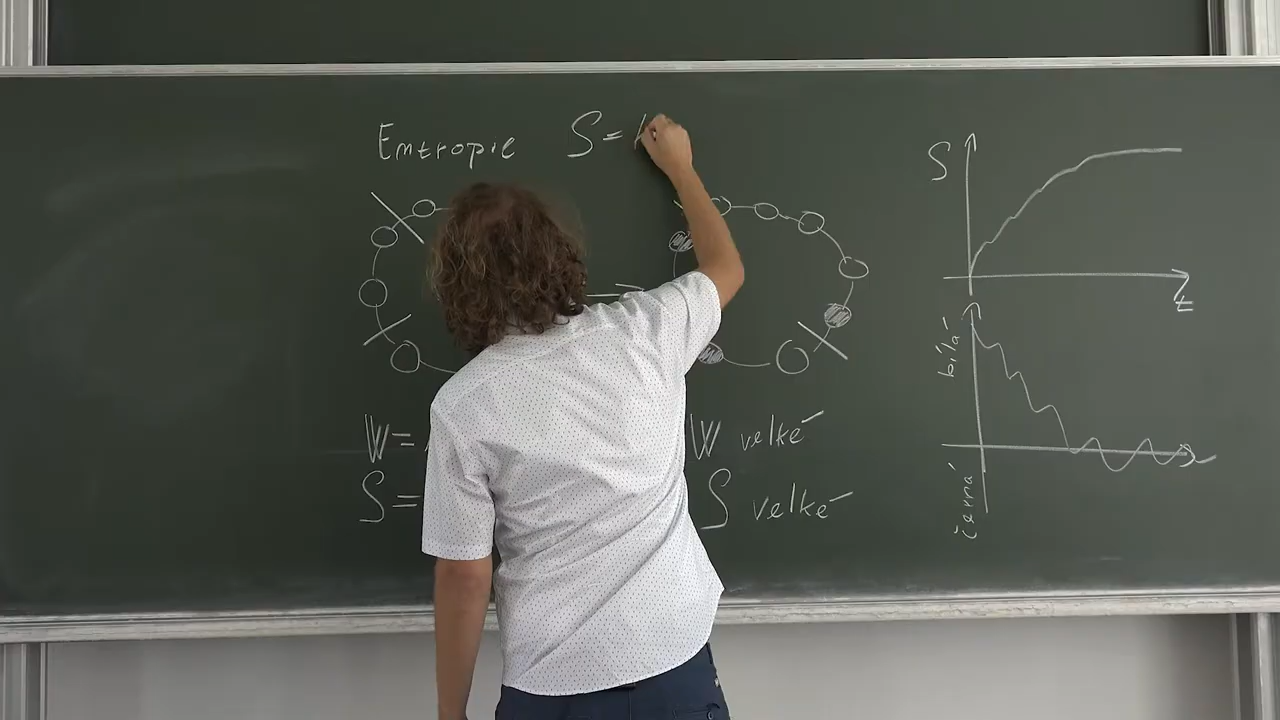 Entropie S=
W=
S=
W velké
S velké
S
t
bílá
černá